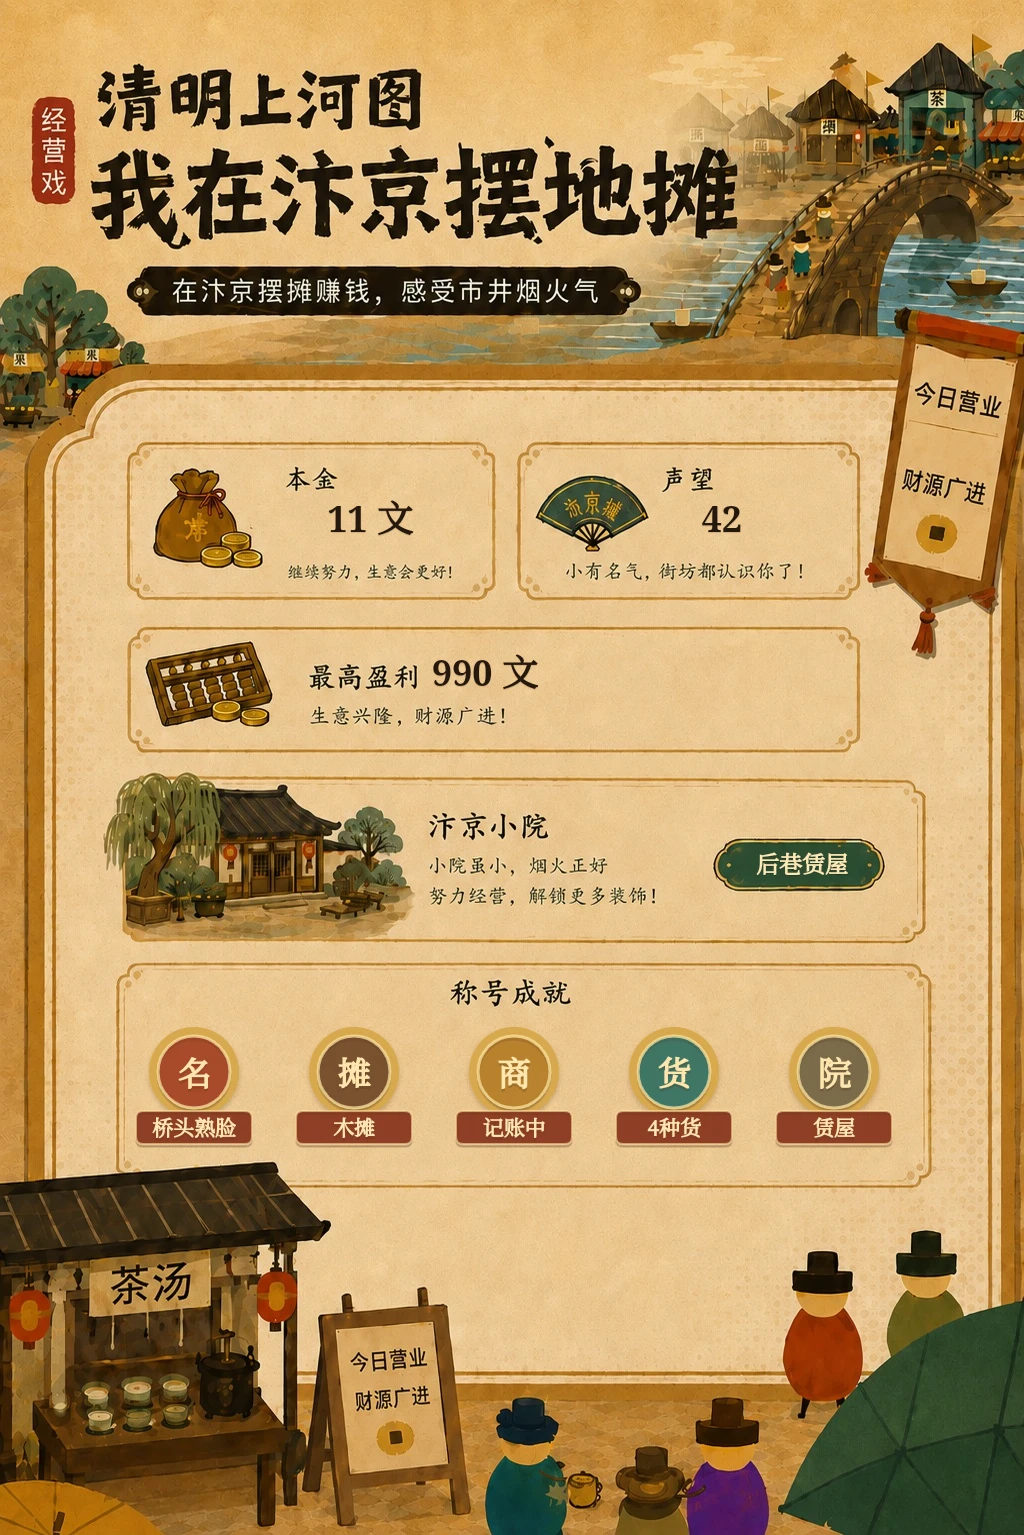 清明上河图
经营戏
我在汴京摆地摊
在汴京摆摊赚钱，感受市井烟火气
茶
果
果
今日营业
财源广进
本金
11 文
继续努力，生意会更好！
声望
42
小有名气，街坊都认识你了！
最高盈利 990 文
生意兴隆，财源广进！
汴京小院
小院虽小，烟火正好
努力经营，解锁更多装饰！
后巷赁屋
称号成就
名
摊
商
货
院
桥头熟脸
木摊
记账中
4种货
赁屋
茶汤
今日营业
财源广进